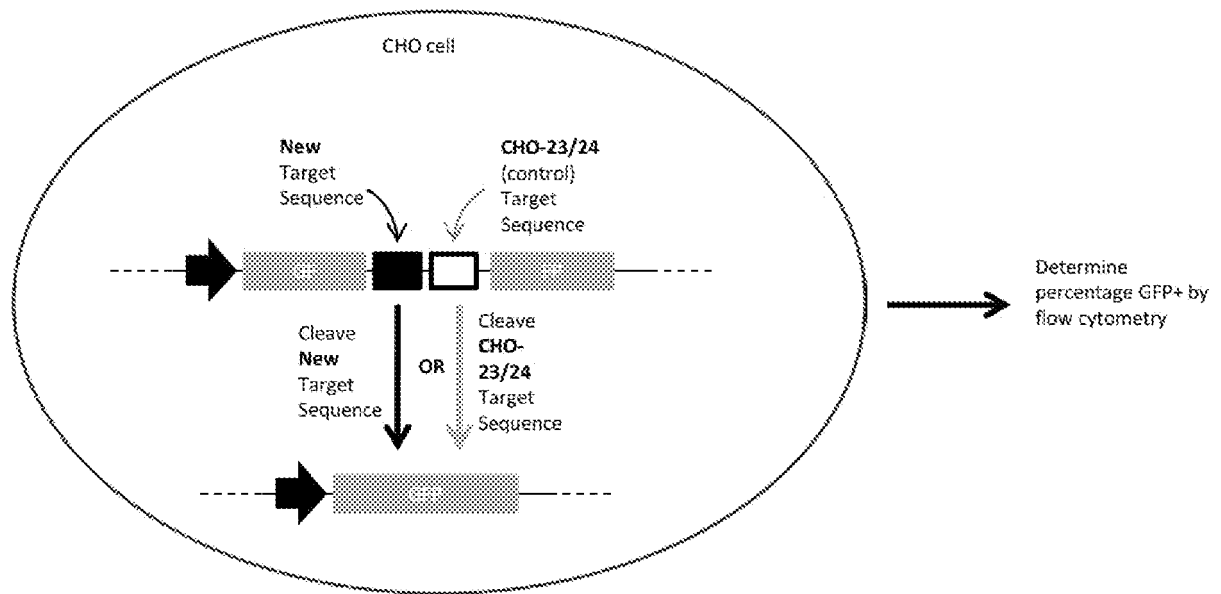 CHO cell
New
Target
Sequence
CHO-23/24
(control)
Target
Sequence
Cleave
New
Target
Sequence
OR
Cleave
CHO-
23/24
Target
Sequence
Determine
percentage GFP+ by
flow cytometry